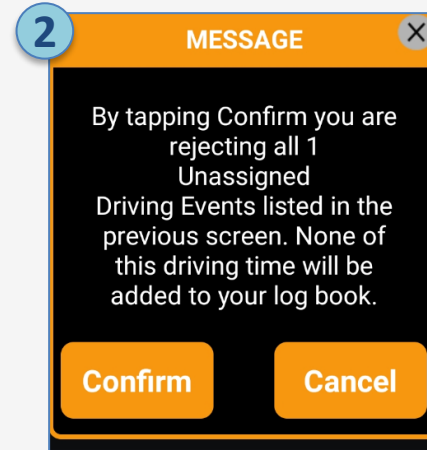 2
MESSAGE
By tapping Confirm you are
rejecting all 1
Unassigned
Driving Events listed in the
previous screen. None of
this driving time will be
added to your log book.
Confirm Cancel